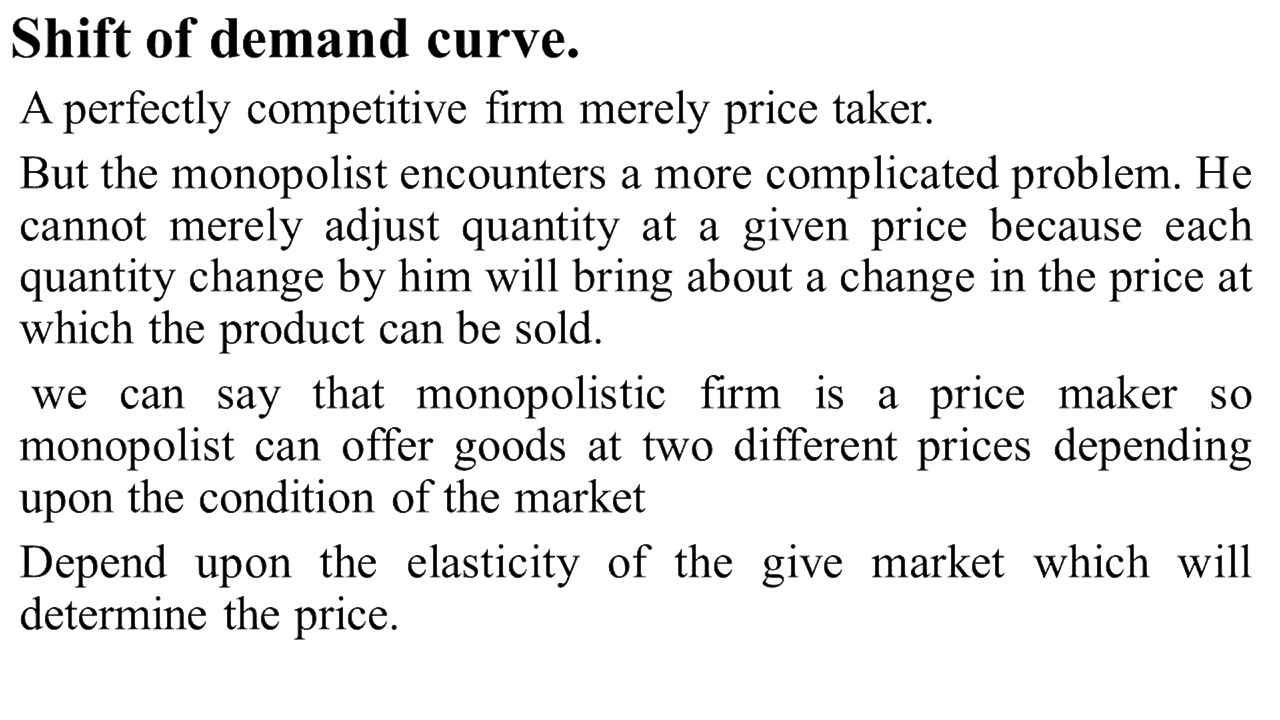 Shift of demand curve.
A perfectly competitive firm merely price taker.
But the monopolist encounters a more complicated problem. He
cannot merely adjust quantity at a given price because each
quantity change by him will bring about a change in the price at
which the product can be sold.
we can say that monopolistic firm is a price maker so
monopolist can offer goods at two different prices depending
upon the condition of the market
Depend upon the elasticity of the give market which will
determine the price.